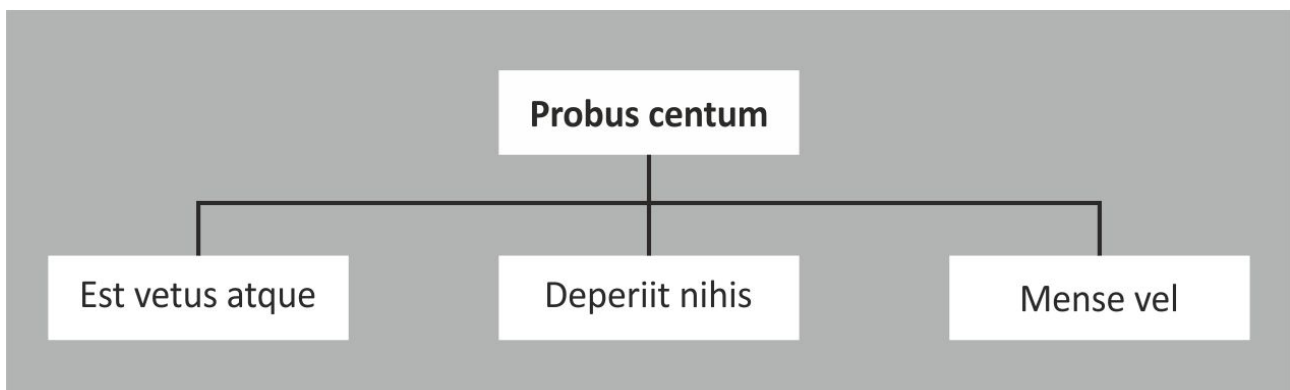 Probus centum
Est vetus atque
Deperiit nihis
Mense vel